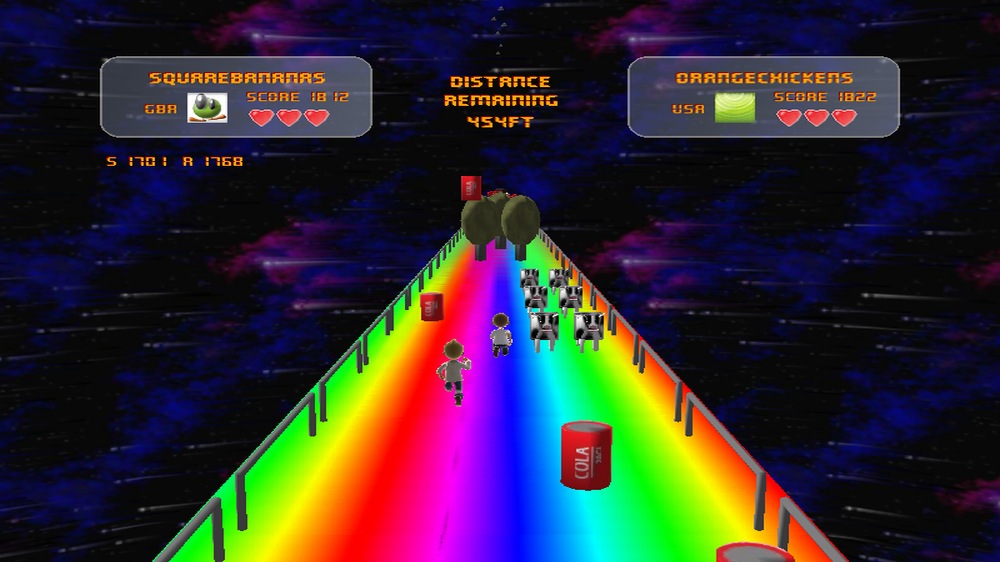 SQUAREBANANAS
GBR
SCORE 1812
DISTANCE
REMAINING
454FT
ORANGECHICKENS
USA
SCORE 1822
S 1701 A 1768
COLA
COLA
COLA